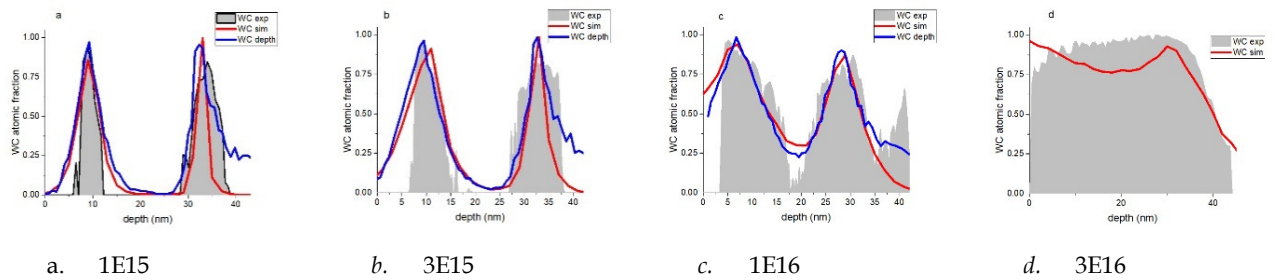 a
WC exp
WC sim
WC depth
1.00
0.75
0.50
0.25
0.00
WC atomic fraction
0 10 20 30 40
depth (nm)
b
WC exp
WC sim
WC depth
1.00
0.75
0.50
0.25
0.00
WC atomic fraction
0 5 10 15 20 25 30 35 40
depth (nm)
c
WC exp
WC sim
WC depth
1.00
0.75
0.50
0.25
0.00
WC atomic fraction
0 5 10 15 20 25 30 35 40
depth (nm)
d
WC exp
WC sim
1.00
0.75
0.50
0.25
0.00
WC atomic fraction
0 10 20 30 40
depth (nm)
a. 1E15 b. 3E15 c. 1E16 d. 3E16